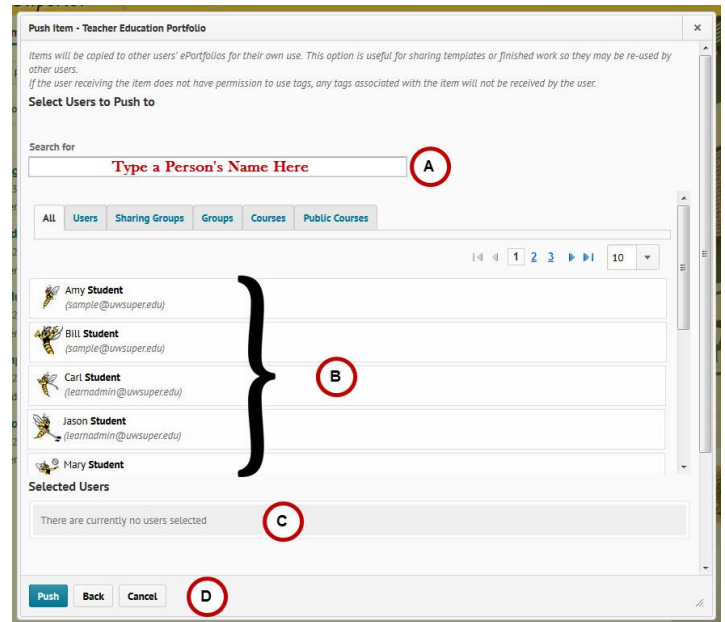 Push Item - Teacher Education Portfolio
Items will be copied to other users' ePortfolios for their own use. This option is useful for sharing templates or finished work so they may be re-used by
other users.
If the user receiving the item does not have permission to use tags, any tags associated with the item will not be received by the user.
Select Users to Push to
Search for
Type a Person's Name Here
A
All Users Sharing Groups Groups Courses Public Courses
1 2 3 10
Amy Student
(sample@uwsuper.edu)
Bill Student
(sample@uwsuper.edu)
B
Carl Student
(learnadmin@uwsuper.edu)
Jason Student
(learnadmin@uwsuper.edu)
Mary Student
Selected Users
There are currently no users selected
C
Push Back Cancel
D